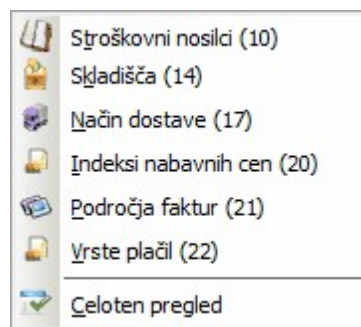 Stroškovni nosilci (10)
Skladišča (14)
Način dostave (17)
Indeksi nabavnih cen (20)
Področja faktur (21)
Vrste plačil (22)
Celoten pregled